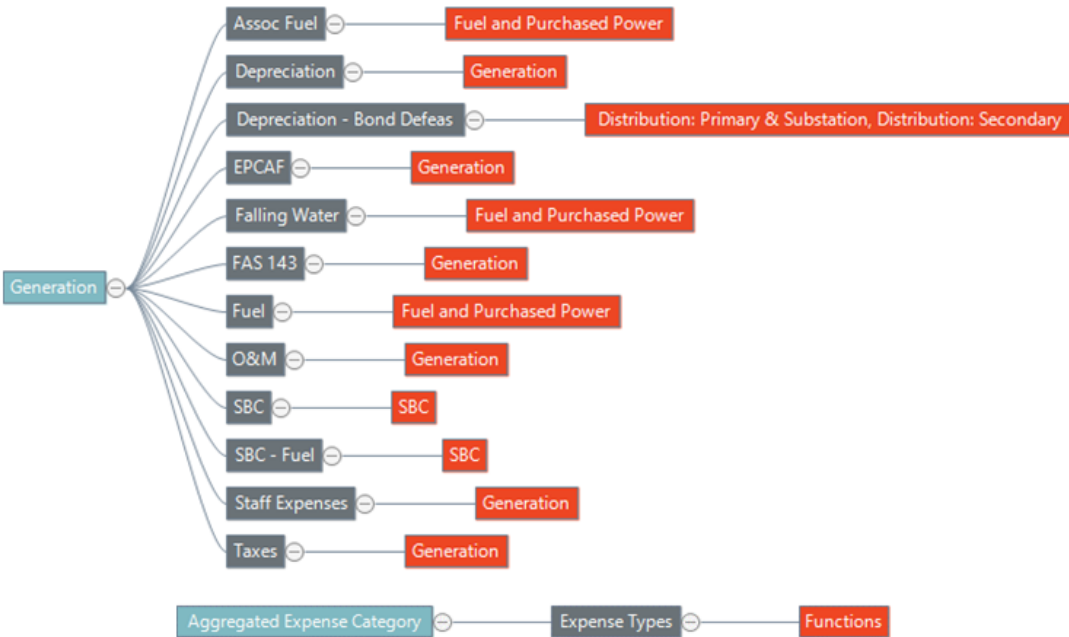 Assoc Fuel Fuel and Purchased Power
Depreciation Generation
Depreciation - Bond Defeas Distribution: Primary & Substation, Distribution: Secondary
EPCAF Generation
Falling Water Fuel and Purchased Power
FAS 143 Generation
Generation
Fuel Fuel and Purchased Power
O&M Generation
SBC SBC
SBC - Fuel SBC
Staff Expenses Generation
Taxes Generation
Aggregated Expense Category Expense Types Functions